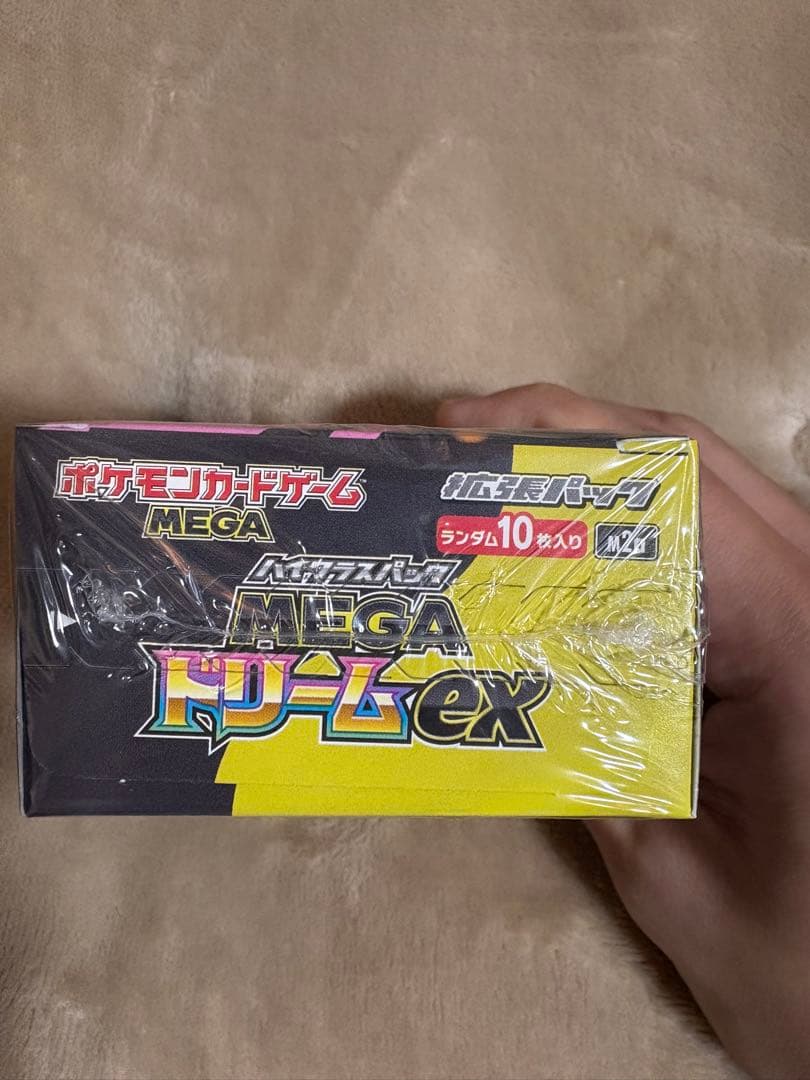 ポケモンカードゲーム
MEGA
拡張パック
ランダム10枚入り
ハイクラスパック
MEGA
ドリームex